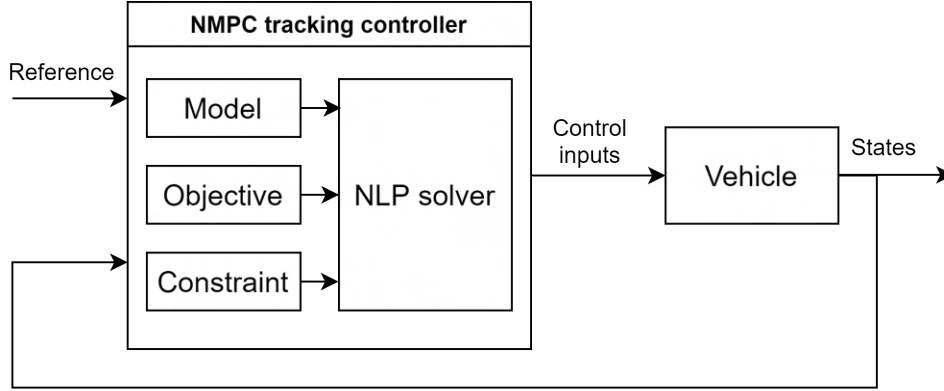 NMPC tracking controller
Reference
Model
Objective
Constraint
NLP solver
Control
inputs
Vehicle
States